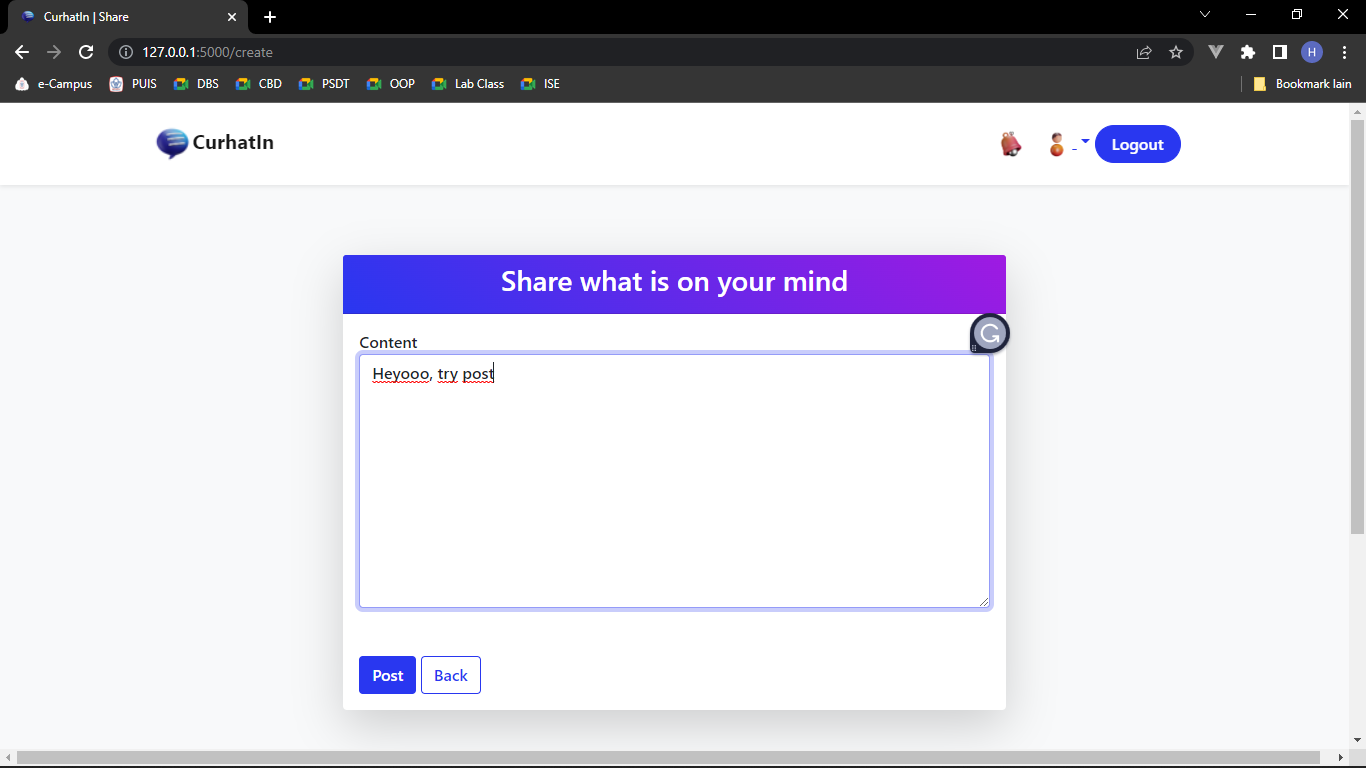 CurhatIn | Share
127.0.0.1:5000/create
H
e-Campus PUIS DBS CBD PSDT OOP Lab Class ISE Bookmark lain
CurhatIn
Logout
Share what is on your mind
Content
Heyooo, try post
Post Back